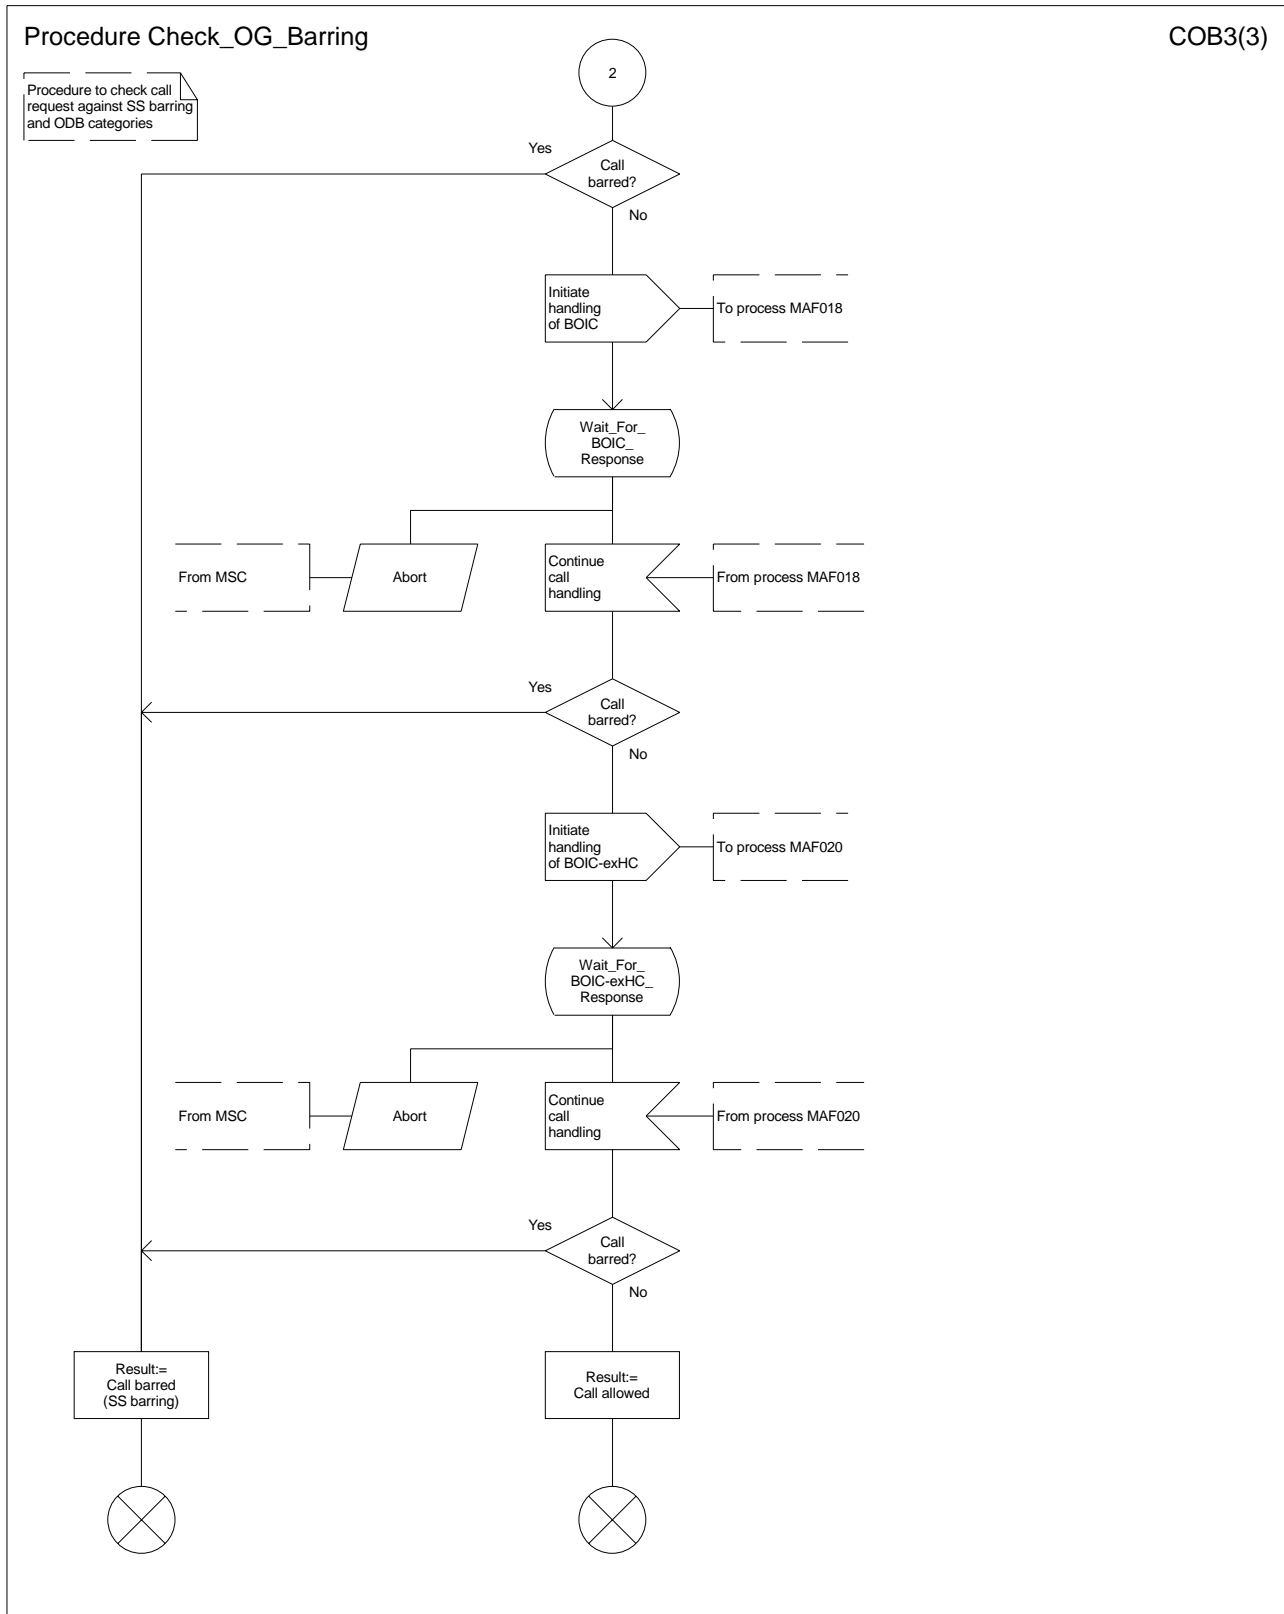 Procedure Check_OG_Barring
COB3(3)
Procedure to check call
request against SS barring
and ODB categories
2
Yes
Call
barred?
No
Initiate
handling
of BOIC
To process MAF018
Wait_For_
BOIC_
Response
From MSC
Abort
Continue
call
handling
From process MAF018
Yes
Call
barred?
No
Initiate
handling
of BOIC-exHC
To process MAF020
Wait_For_
BOIC-exHC_
Response
From MSC
Abort
Continue
call
handling
From process MAF020
Yes
Call
barred?
No
Result:=
Call barred
(SS barring)
Result:=
Call allowed